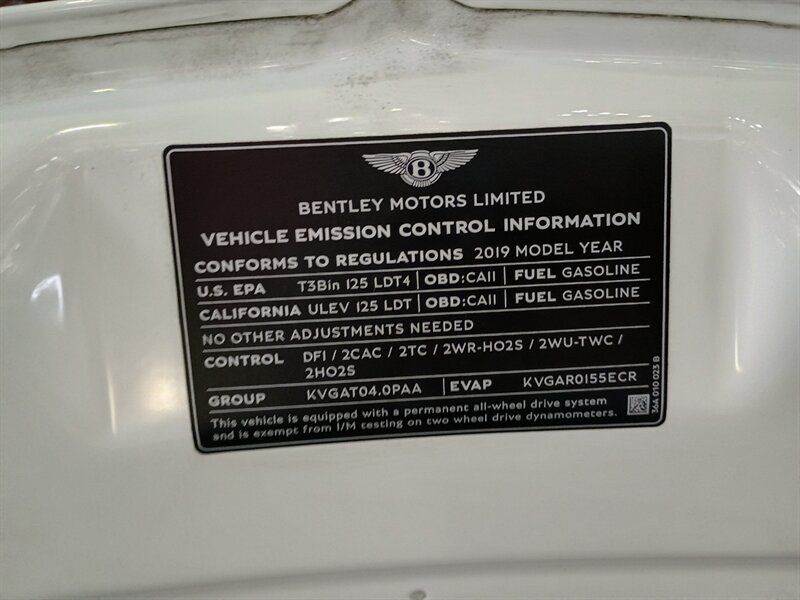 B
BENTLEY MOTORS LIMITED
VEHICLE EMISSION CONTROL INFORMATION
CONFORMS TO REGULATIONS 2019 MODEL YEAR
U.S. EPA T3Bin 125 LDT4 OBD:CAII FUEL GASOLINE
CALIFORNIA ULEV 125 LDT OBD:CAII FUEL GASOLINE
NO OTHER ADJUSTMENTS NEEDED
CONTROL DFI / 2CAC / 2TC / 2WR-HO2S / 2WU-TWC /
2HO2S
GROUP KVGAT04.0PAA EVAP KVGAR0155ECR
This vehicle is equipped with a permanent all-wheel drive system
and is exempt from I/M testing on two wheel drive dynamometers.
36A 010 023 B